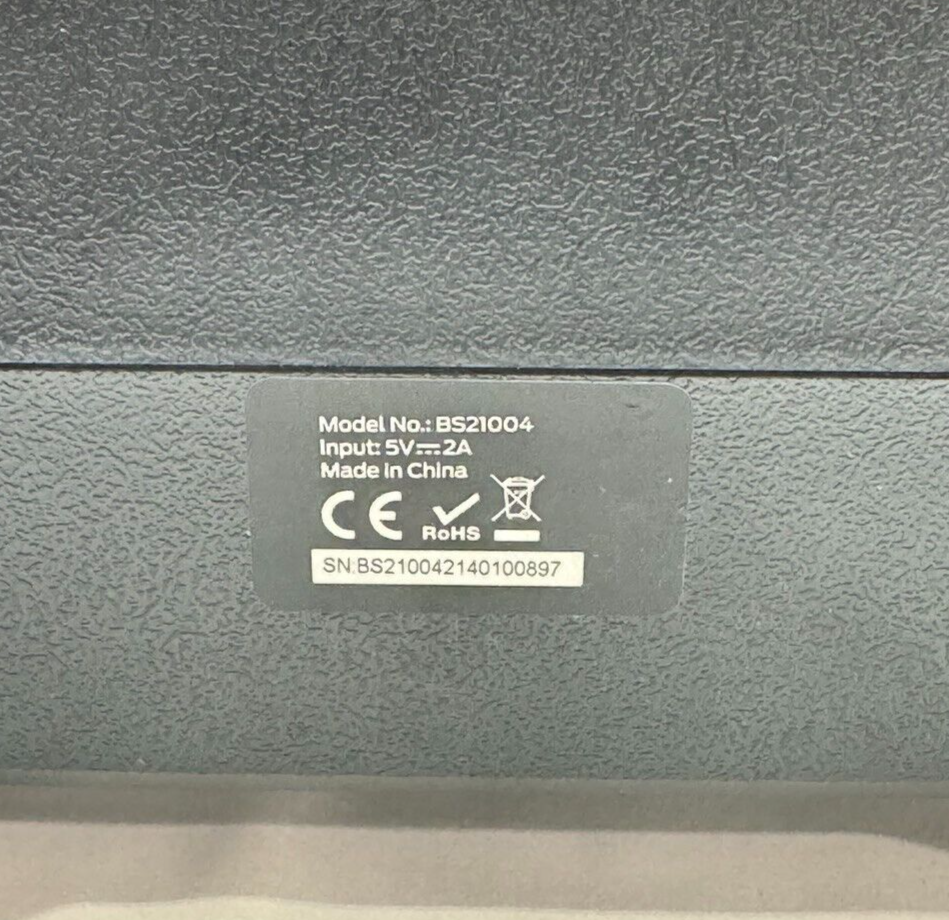 Model No.: BS21004
Input: 5V⎓2A
Made in China
CE RoHS
SN:BS210042140100897